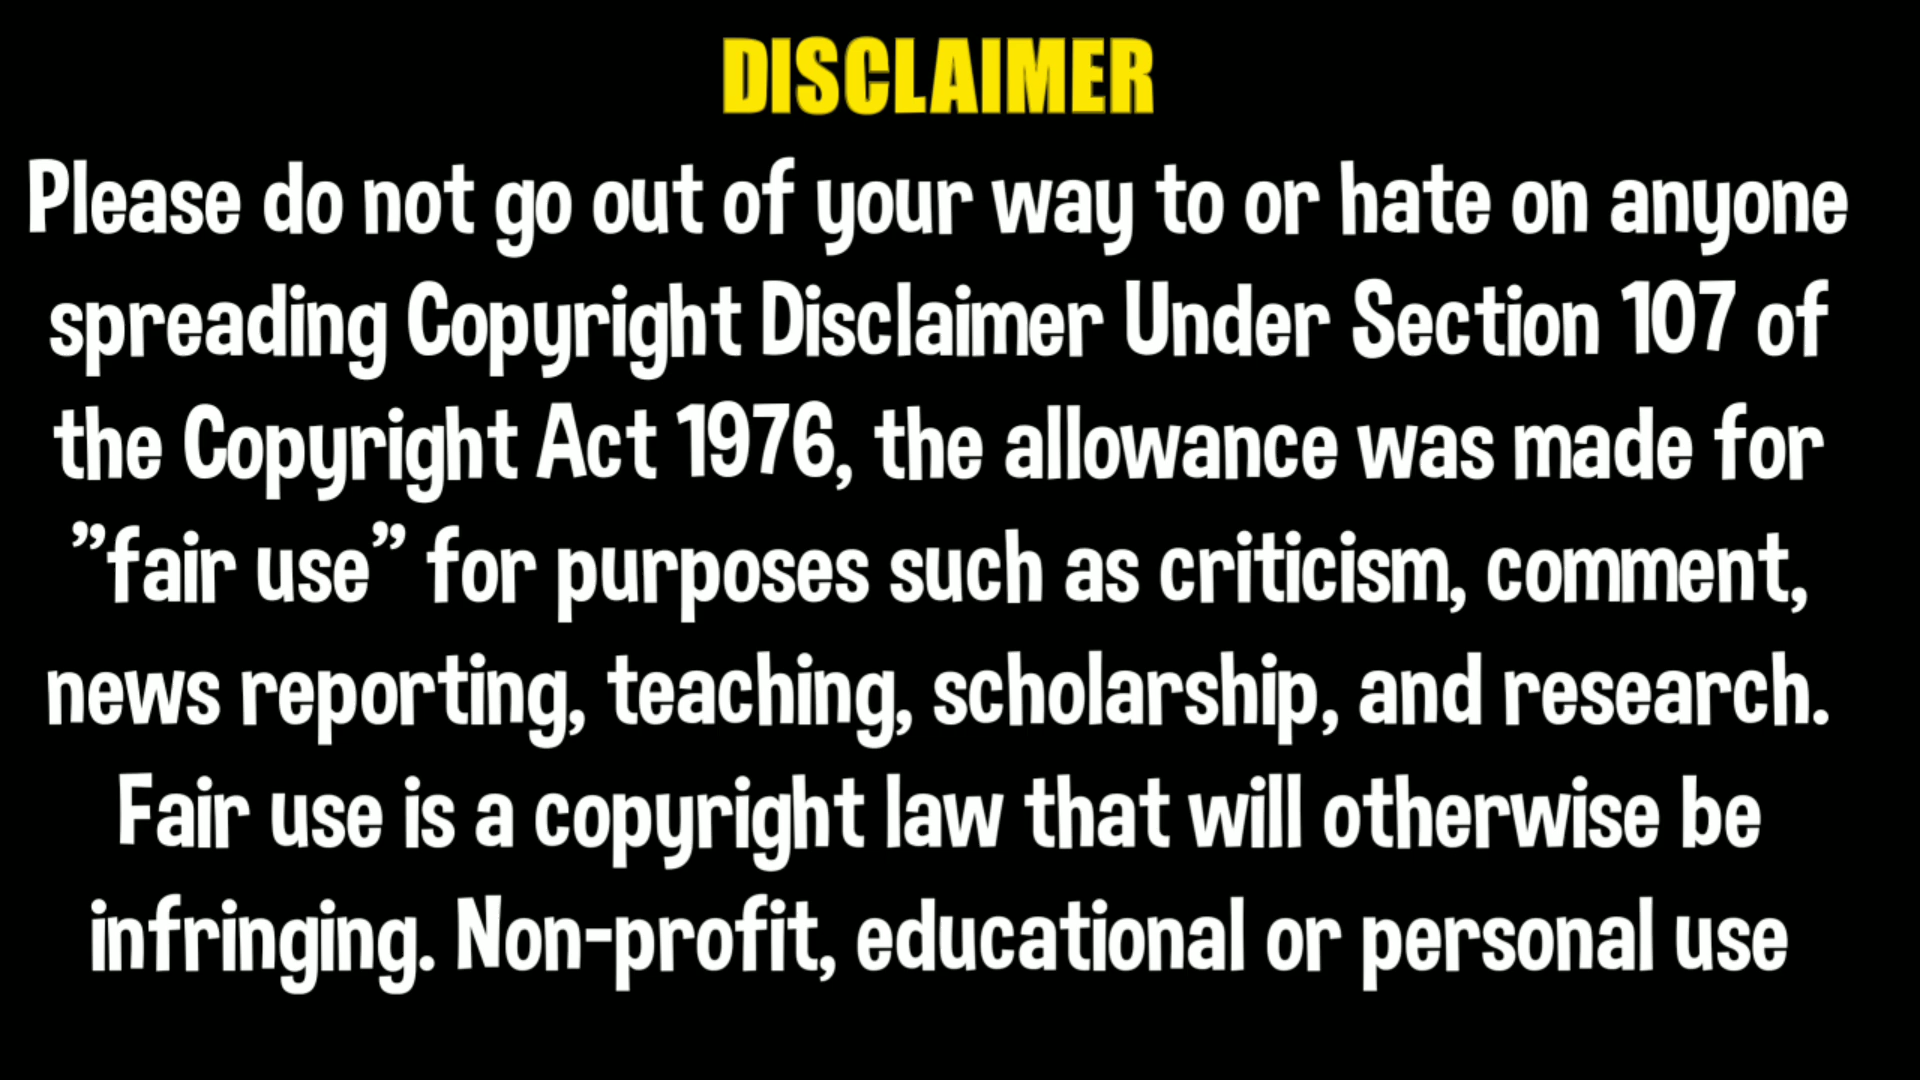 DISCLAIMER
Please do not go out of your way to or hate on anyone
spreading Copyright Disclaimer Under Section 107 of
the Copyright Act 1976, the allowance was made for
”fair use” for purposes such as criticism, comment,
news reporting, teaching, scholarship, and research.
Fair use is a copyright law that will otherwise be
infringing. Non-profit, educational or personal use